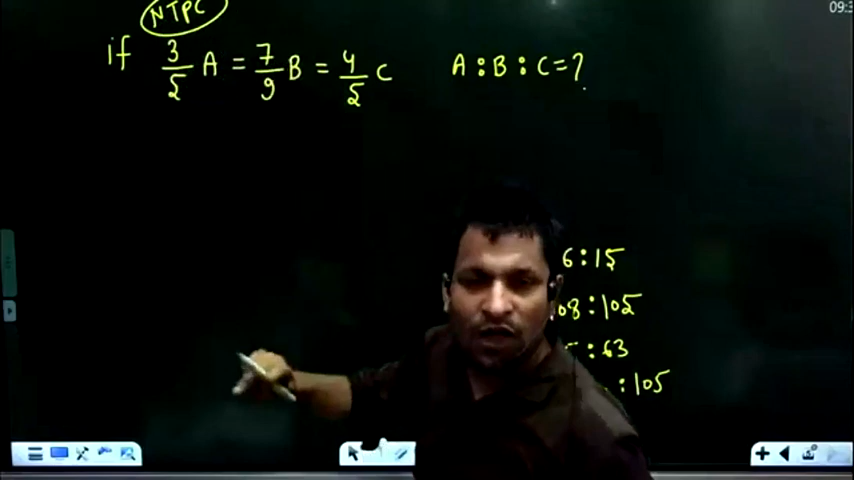 NTPC
09:3
if 3/5 A = 7/9 B = 4/5 C A : B : C = ?
6 : 15
08 : 105
: 63
: 105